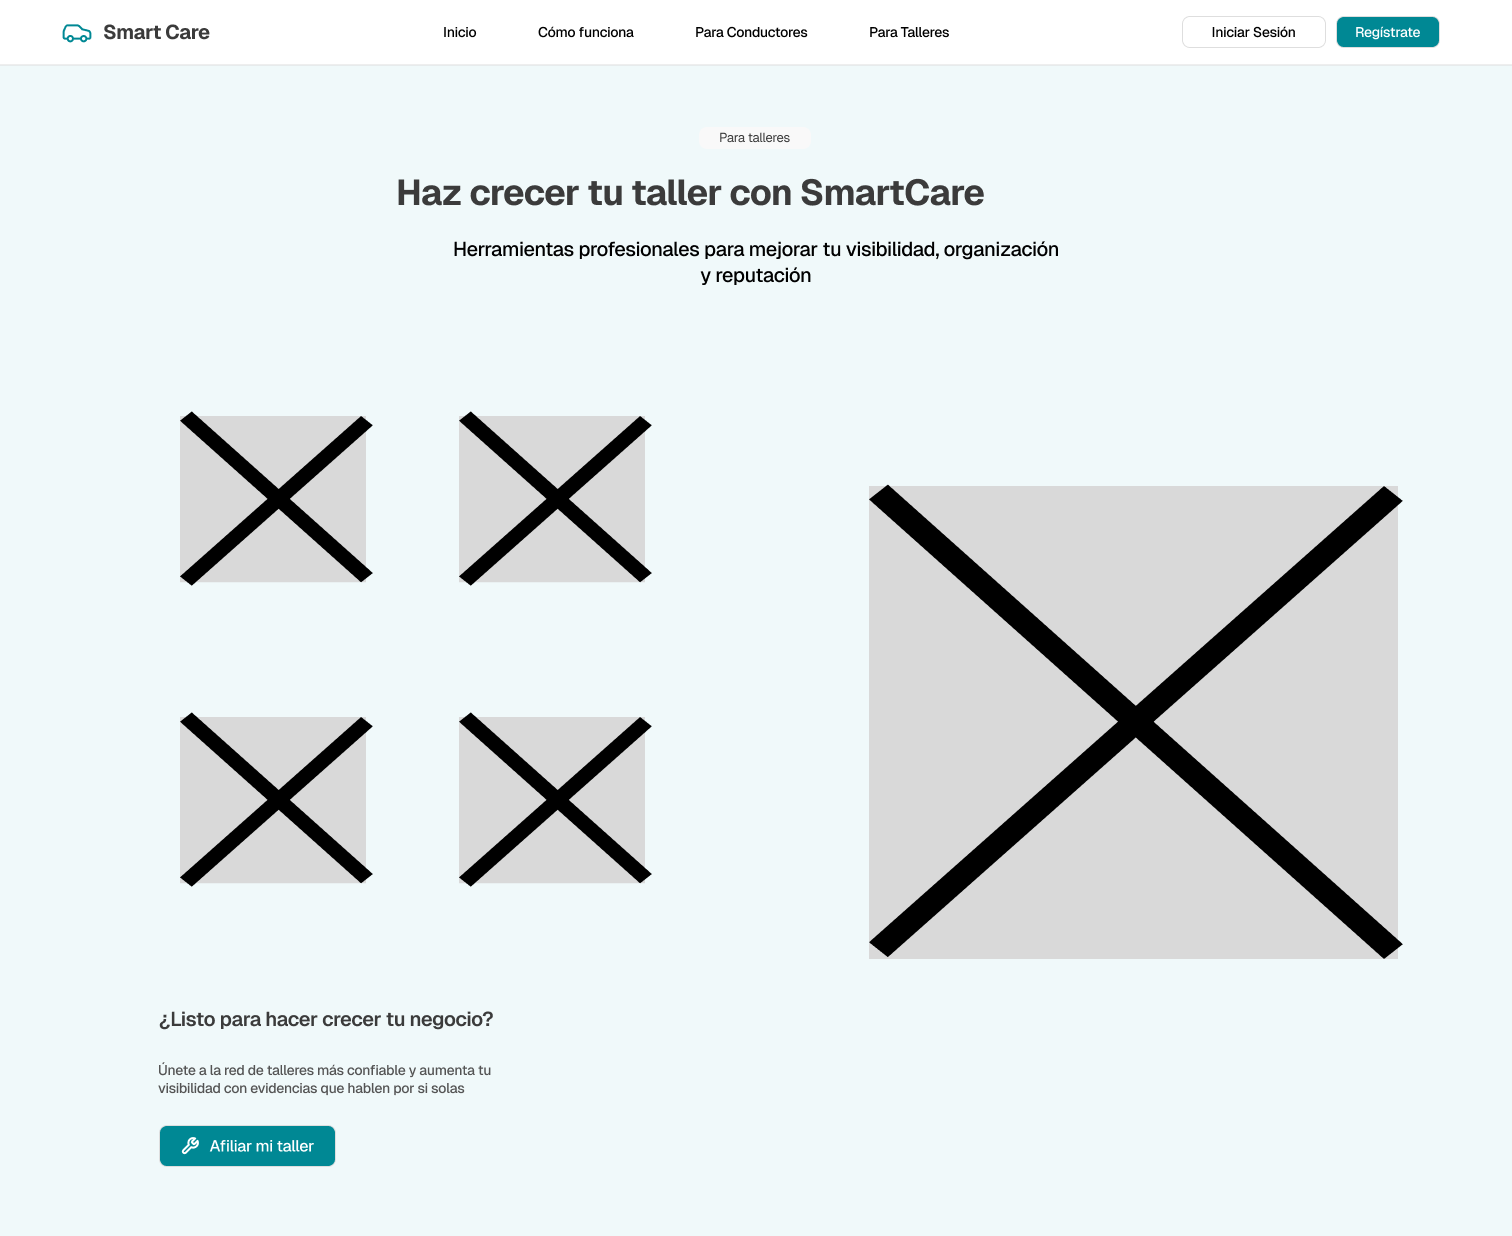 Smart Care
Inicio
Cómo funciona
Para Conductores
Para Talleres
Iniciar Sesión
Regístrate
Para talleres
Haz crecer tu taller con SmartCare
Herramientas profesionales para mejorar tu visibilidad, organización
y reputación
¿Listo para hacer crecer tu negocio?
Únete a la red de talleres más confiable y aumenta tu
visibilidad con evidencias que hablen por si solas
Afiliar mi taller